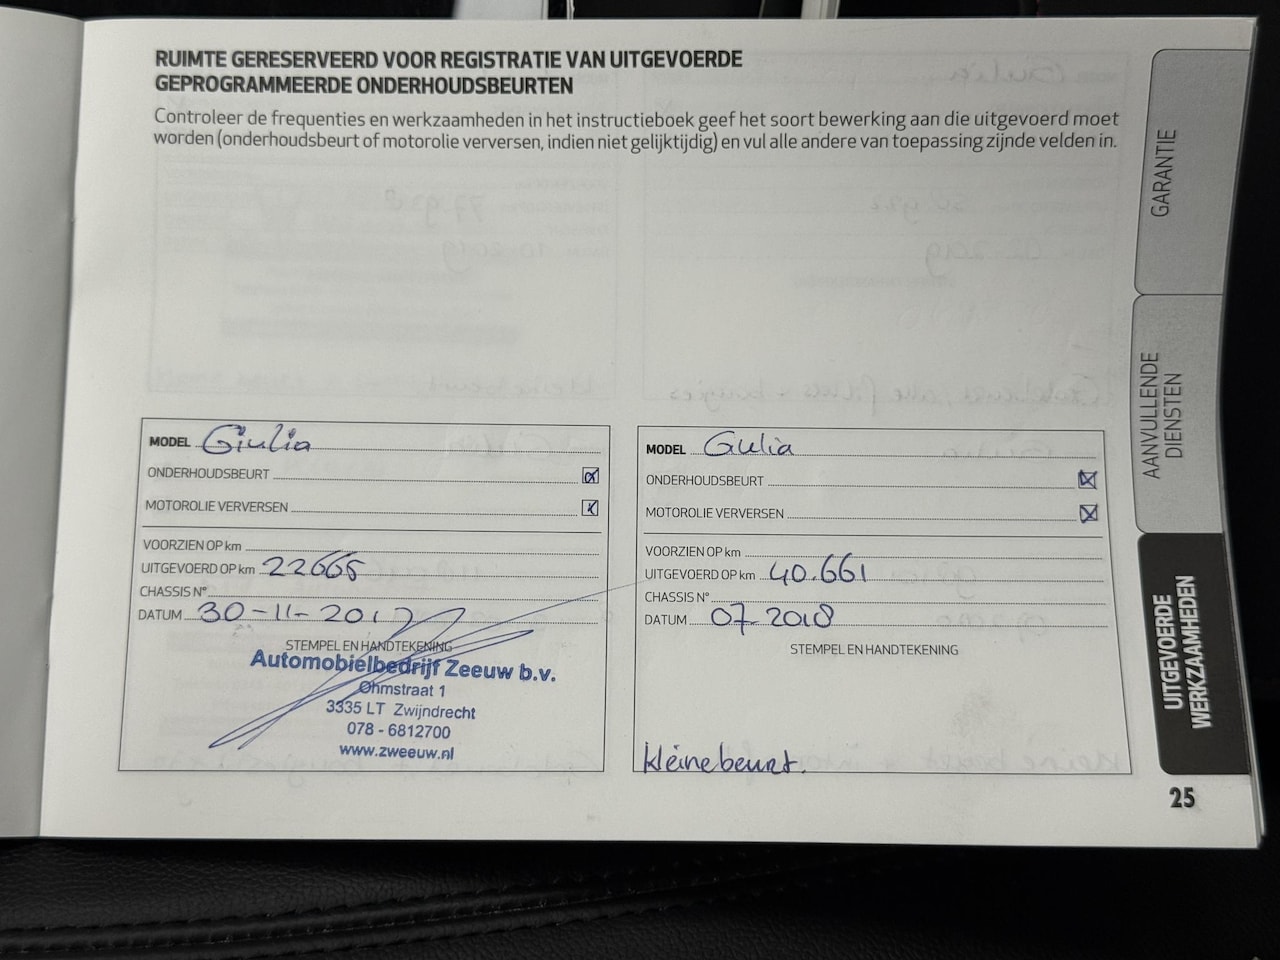 RUIMTE GERESERVEERD VOOR REGISTRATIE VAN UITGEVOERDE
GEPROGRAMMEERDE ONDERHOUDSBEURTEN
Controleer de frequenties en werkzaamheden in het instructieboek geef het soort bewerking aan die uitgevoerd moet
worden (onderhoudsbeurt of motorolie verversen, indien niet gelijktijdig) en vul alle andere van toepassing zijnde velden in.
MODEL Giulia
ONDERHOUDSBEURT
MOTOROLIE VERVERSEN
VOORZIEN OP km
UITGEVOERD OP km 22665
CHASSIS N°
DATUM 30-11-2017
STEMPEL EN HANDTEKENING
Automobielbedrijf Zeeuw b.v.
Ohmstraat 1
3335 LT Zwijndrecht
078 - 6812700
www.zweeuw.nl
MODEL Giulia
ONDERHOUDSBEURT
MOTOROLIE VERVERSEN
VOORZIEN OP km
UITGEVOERD OP km 40.661
CHASSIS N°
DATUM 07-2018
STEMPEL EN HANDTEKENING
kleine beurt.
GARANTIE
AANVULLENDE
DIENSTEN
UITGEVOERDE
WERKZAAMHEDEN
25